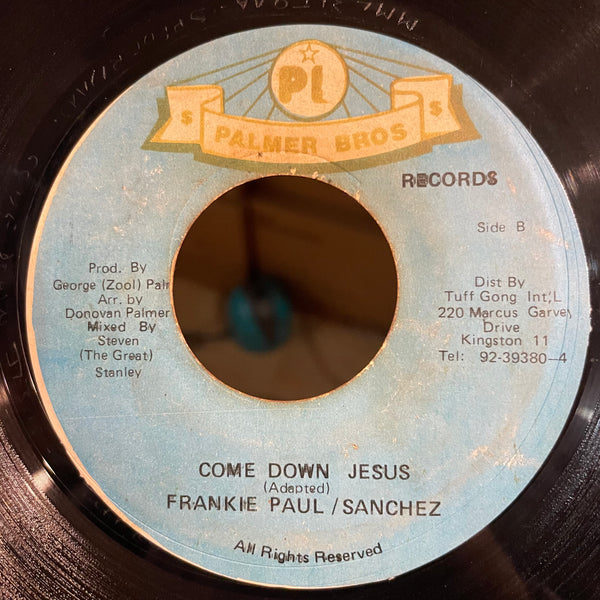 PL
$ PALMER BROS $
RECORDS
Side B
Prod. By
George (Zool) Palr
Arr. by
Donovan Palmer
Mixed By
Steven
(The Great)
Stanley
Dist By
Tuff Gong Int,'L
220 Marcus Garvey
Drive
Kingston 11
Tel: 92-39380-4
COME DOWN JESUS
(Adapted)
FRANKIE PAUL / SANCHEZ
All Rights Reserved